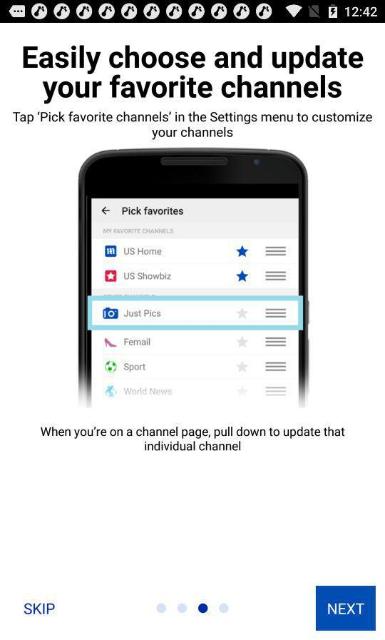 12:42
Easily choose and update
your favorite channels
Tap ‘Pick favorite channels’ in the Settings menu to customize
your channels
Pick favorites
MY FAVORITE CHANNELS
US Home
US Showbiz
Just Pics
Femail
Sport
World News
When you're on a channel page, pull down to update that
individual channel
SKIP
NEXT